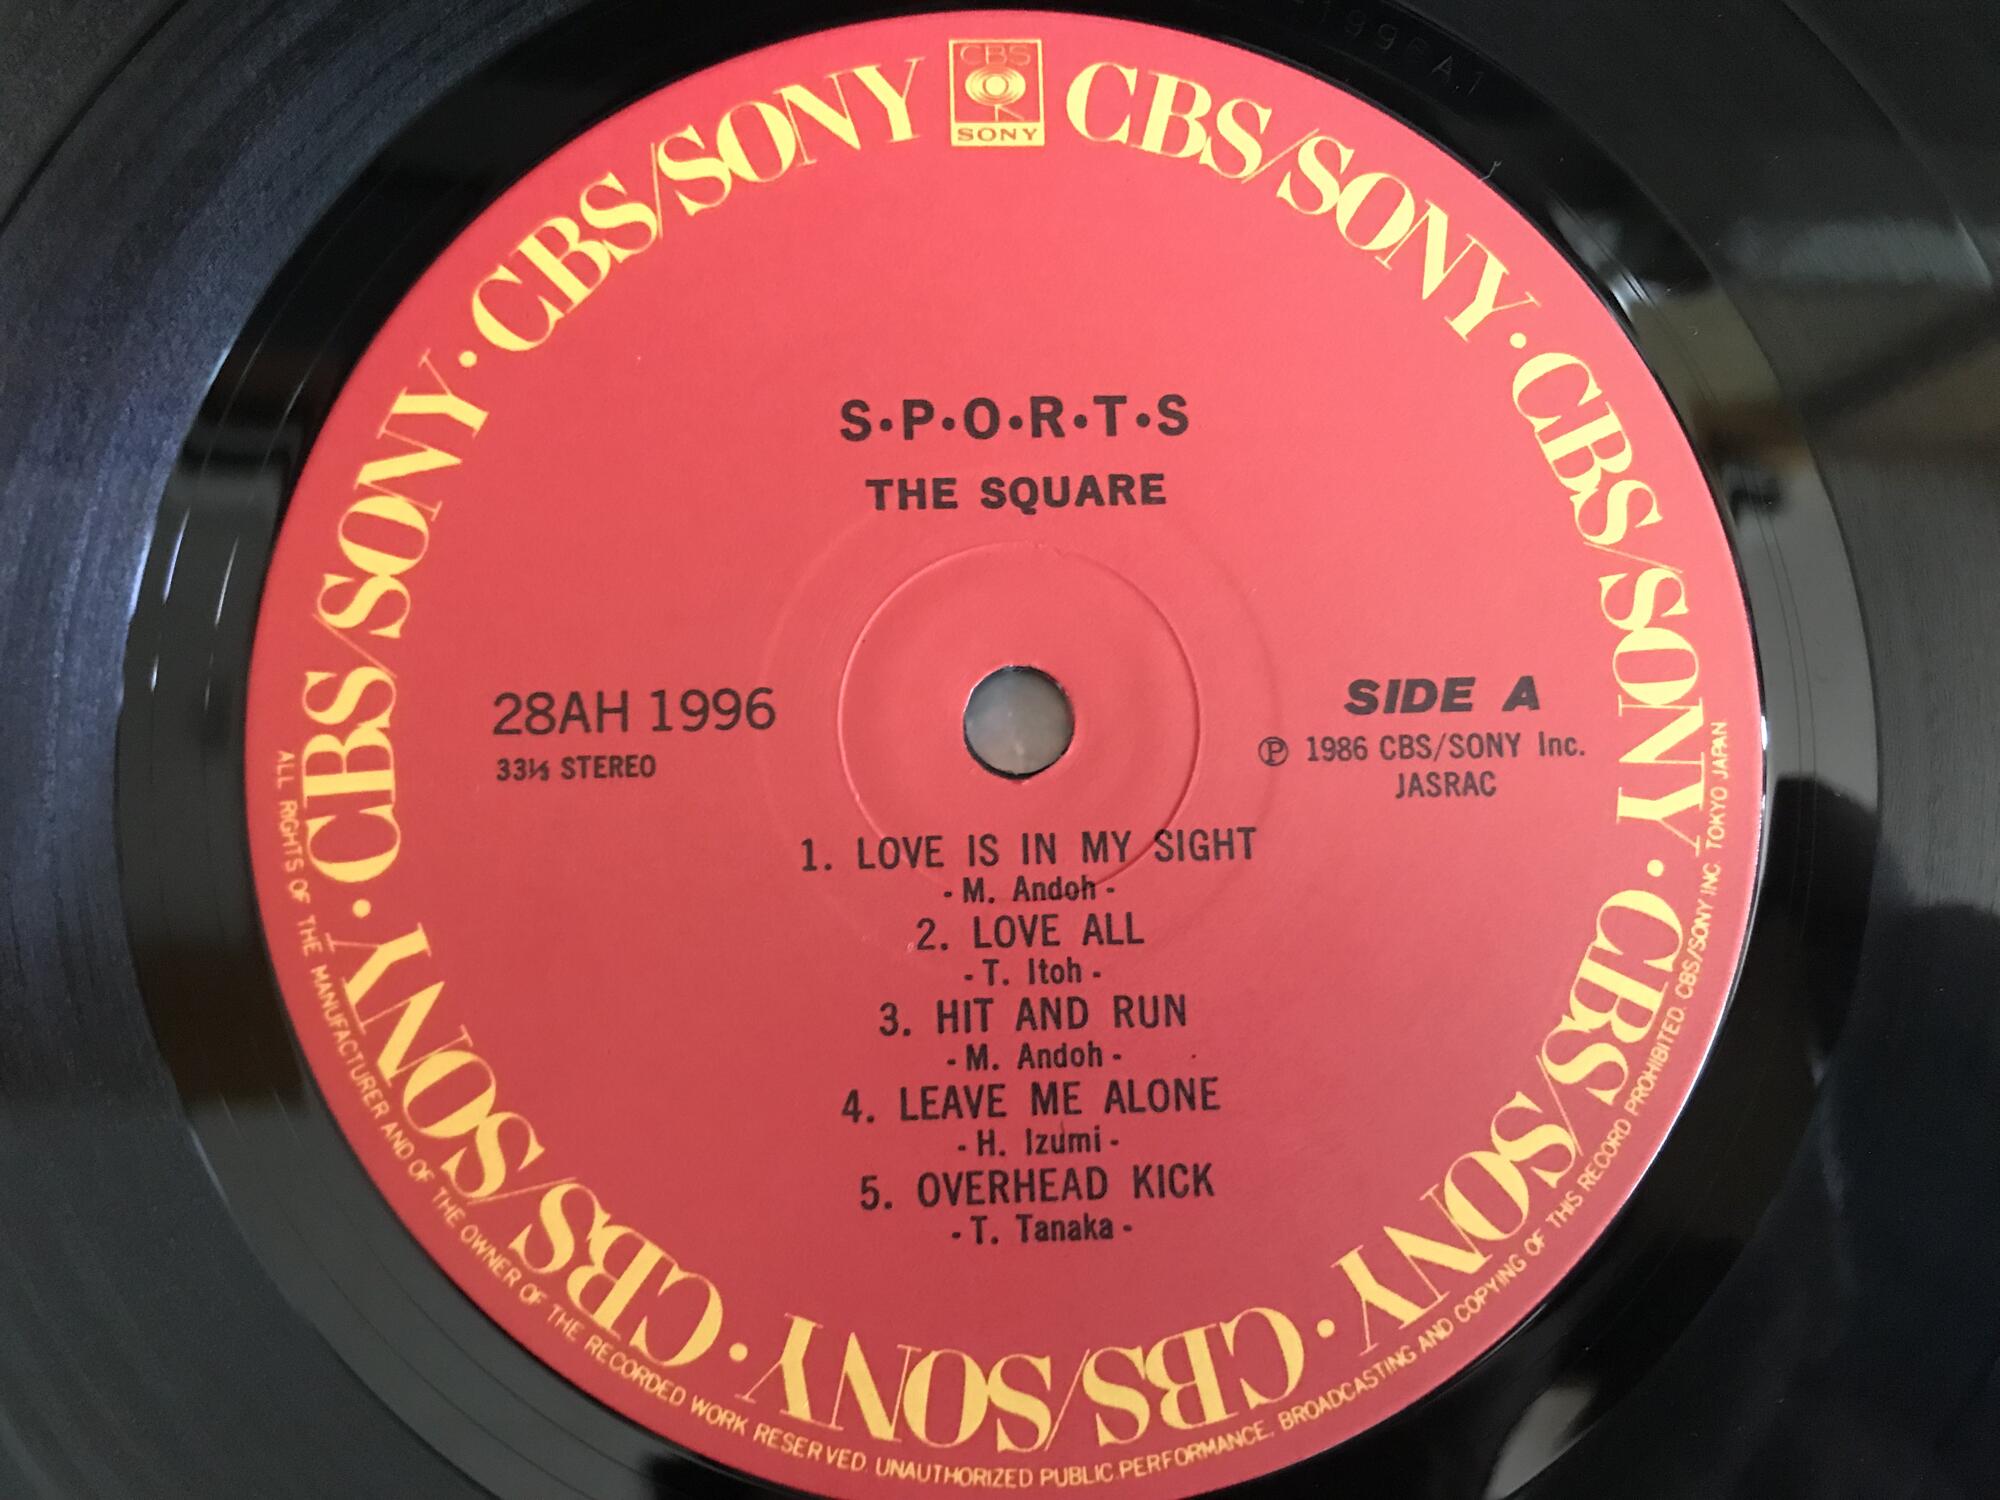 CBS
SONY
CBS/SONY · CBS/SONY · CBS/SONY · CBS/SONY · CBS/SONY · CBS/SONY · CBS/SONY · CBS/SONY
S·P·O·R·T·S
THE SQUARE
28AH 1996
33⅓ STEREO
SIDE A
Ⓟ 1986 CBS/SONY Inc.
JASRAC
1. LOVE IS IN MY SIGHT
- M. Andoh -
2. LOVE ALL
- T. Itoh -
3. HIT AND RUN
- M. Andoh -
4. LEAVE ME ALONE
- H. Izumi -
5. OVERHEAD KICK
- T. Tanaka -
ALL RIGHTS OF THE MANUFACTURER AND OF THE OWNER OF THE RECORDED WORK RESERVED. UNAUTHORIZED PUBLIC PERFORMANCE, BROADCASTING AND COPYING OF THIS RECORD PROHIBITED. CBS/SONY INC. TOKYO JAPAN